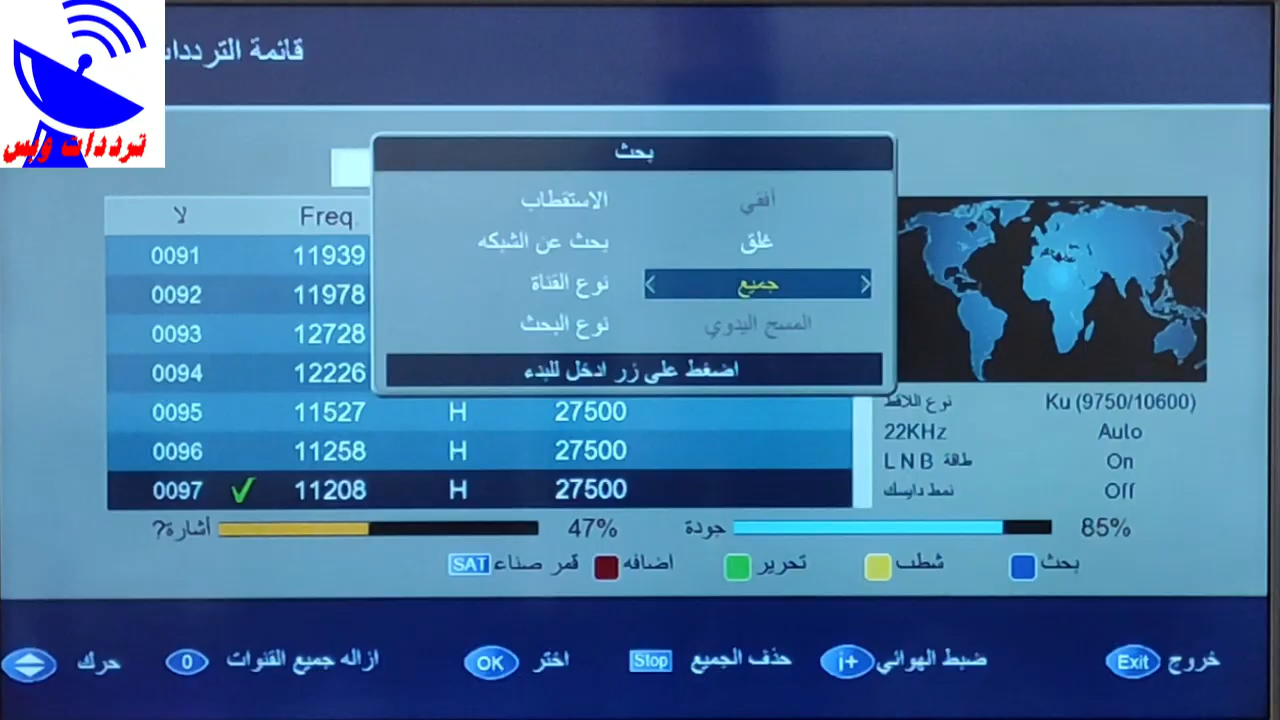 قائمة الترددات
ترددات ويس
بحث
الاستقطاب أفقي
بحث عن الشبكه غلق
نوع القناة جميع
نوع البحث المسح اليدوي
اضغط على زر ادخل للبدء
لا Freq.
0091 11939
0092 11978
0093 12728
0094 12226
0095 11527 H 27500
0096 11258 H 27500
0097 11208 H 27500
نوع اللاقط Ku (9750/10600)
22KHz Auto
طاقة LNB On
نمط دايسك Off
أشارة? 47% جودة 85%
SAT قمر صناء اضافه تحرير شطب بحث
حرك 0 ازاله جميع القنوات OK اختر Stop حذف الجميع i+ ضبط الهوائي Exit خروج